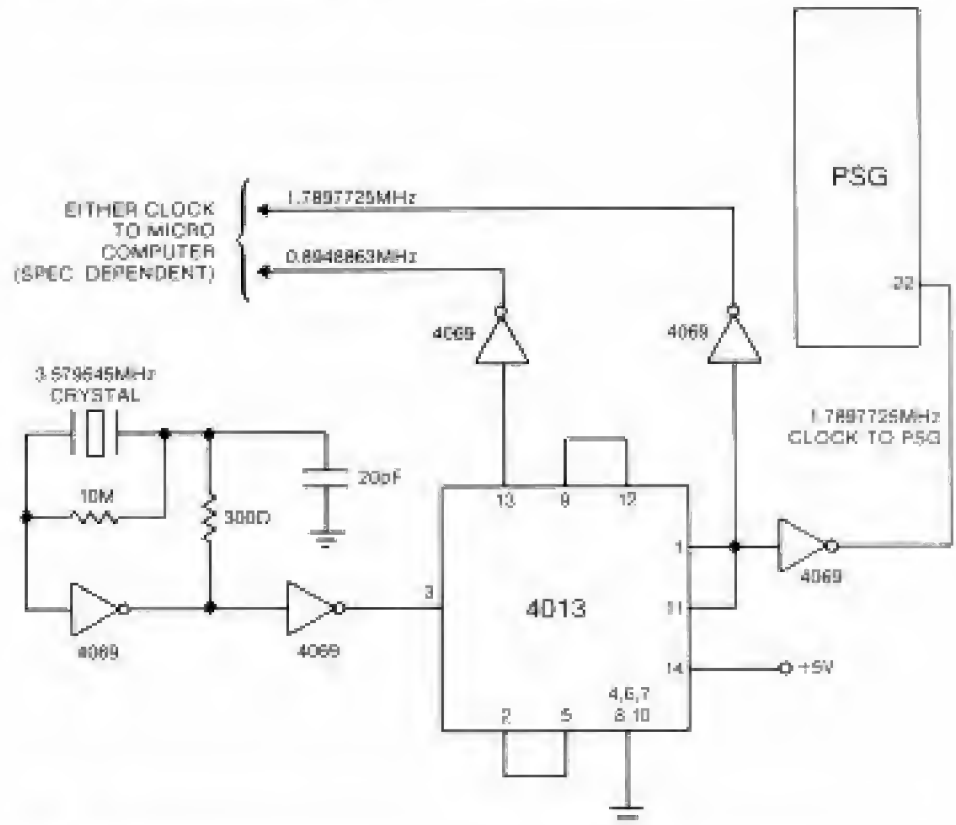 PSG
22
1.7897725MHz
EITHER CLOCK
TO MICRO
COMPUTER
(SPEC DEPENDENT)
0.8948863MHz
4069
4069
3.579545MHz
CRYSTAL
1.7897725MHz
CLOCK TO PSG
20pF
10M
300Ω
13
9
12
1
4069
3
4013
11
4069
4069
14
+5V
4,6,7
8,10
2
5